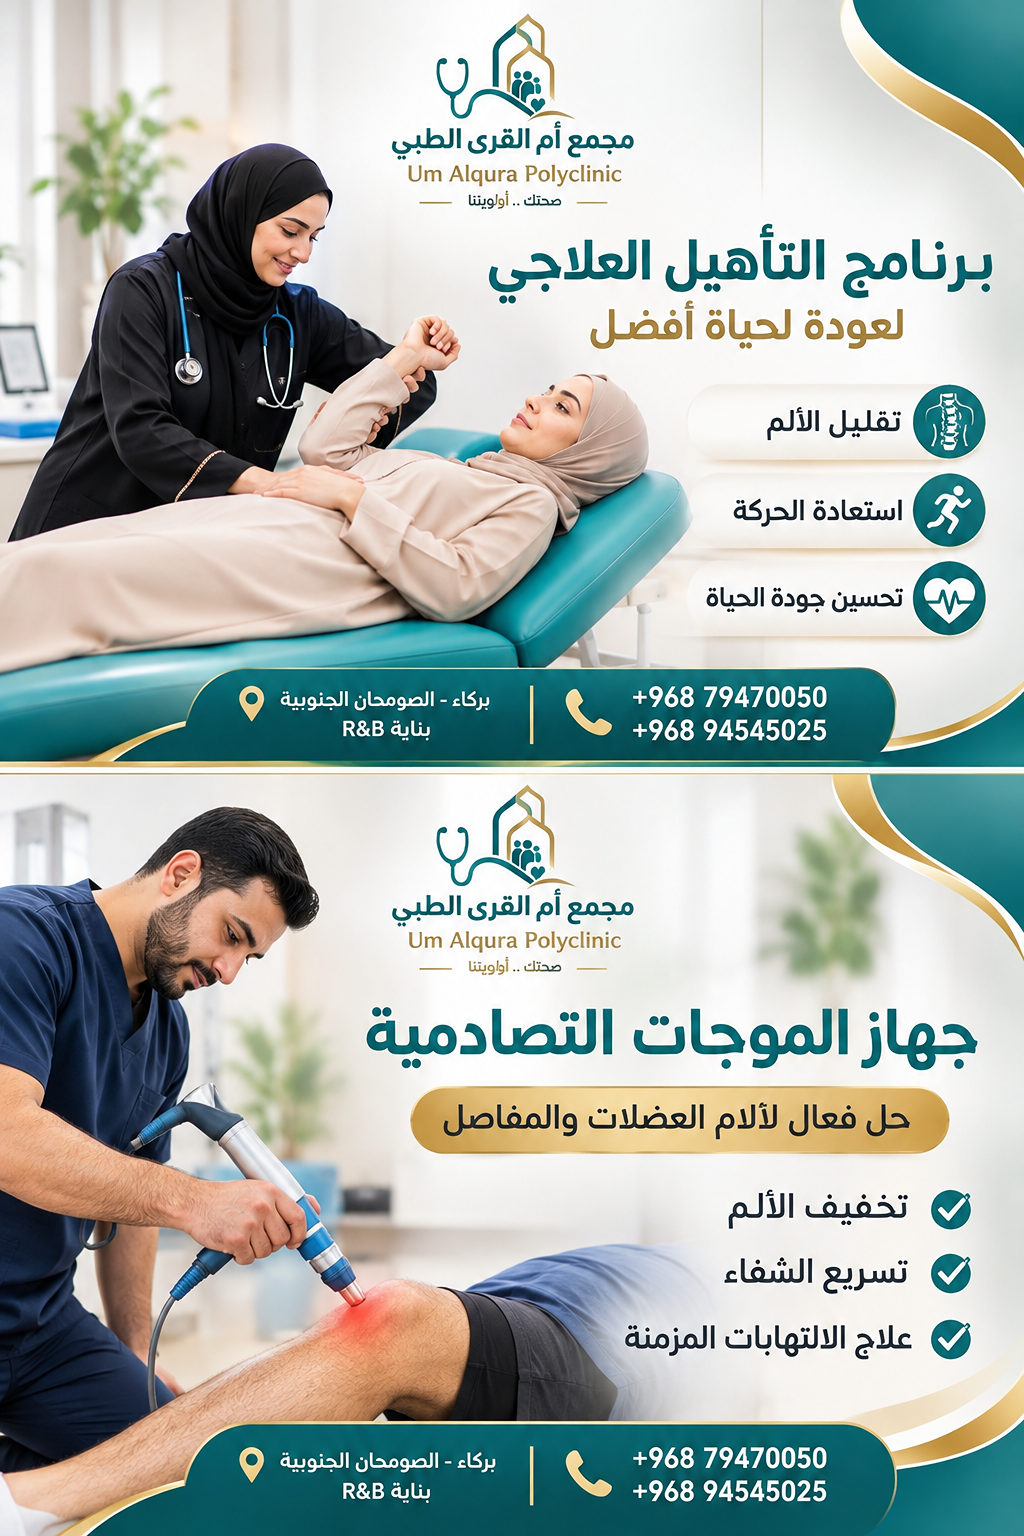 مجمع أم القرى الطبي
Um Alqura Polyclinic
صحتك .. أولويتنا
برنامج التأهيل العلاجي
لعودة لحياة أفضل
تقليل الألم
استعادة الحركة
تحسين جودة الحياة
بركاء - الصومحان الجنوبية
بناية R&B
+968 79470050
+968 94545025
مجمع أم القرى الطبي
Um Alqura Polyclinic
صحتك .. أولويتنا
جهاز الموجات التصادمية
حل فعال لآلام العضلات والمفاصل
تخفيف الألم
تسريع الشفاء
علاج الالتهابات المزمنة
بركاء - الصومحان الجنوبية
بناية R&B
+968 79470050
+968 94545025